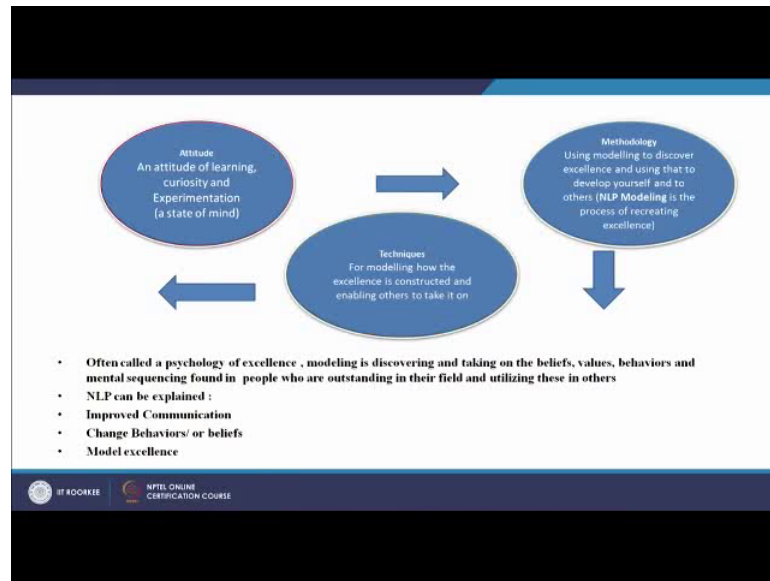 Attitude
An attitude of learning,
curiosity and
Experimentation
(a state of mind)
Methodology
Using modelling to discover
excellence and using that to
develop yourself and to
others (NLP Modeling is the
process of recreating
excellence)
Techniques
For modelling how the
excellence is constructed and
enabling others to take it on
• Often called a psychology of excellence , modeling is discovering and taking on the beliefs, values, behaviors and
mental sequencing found in people who are outstanding in their field and utilizing these in others
• NLP can be explained :
• Improved Communication
• Change Behaviors/ or beliefs
• Model excellence
IIT ROORKEE
NPTEL ONLINE
CERTIFICATION COURSE